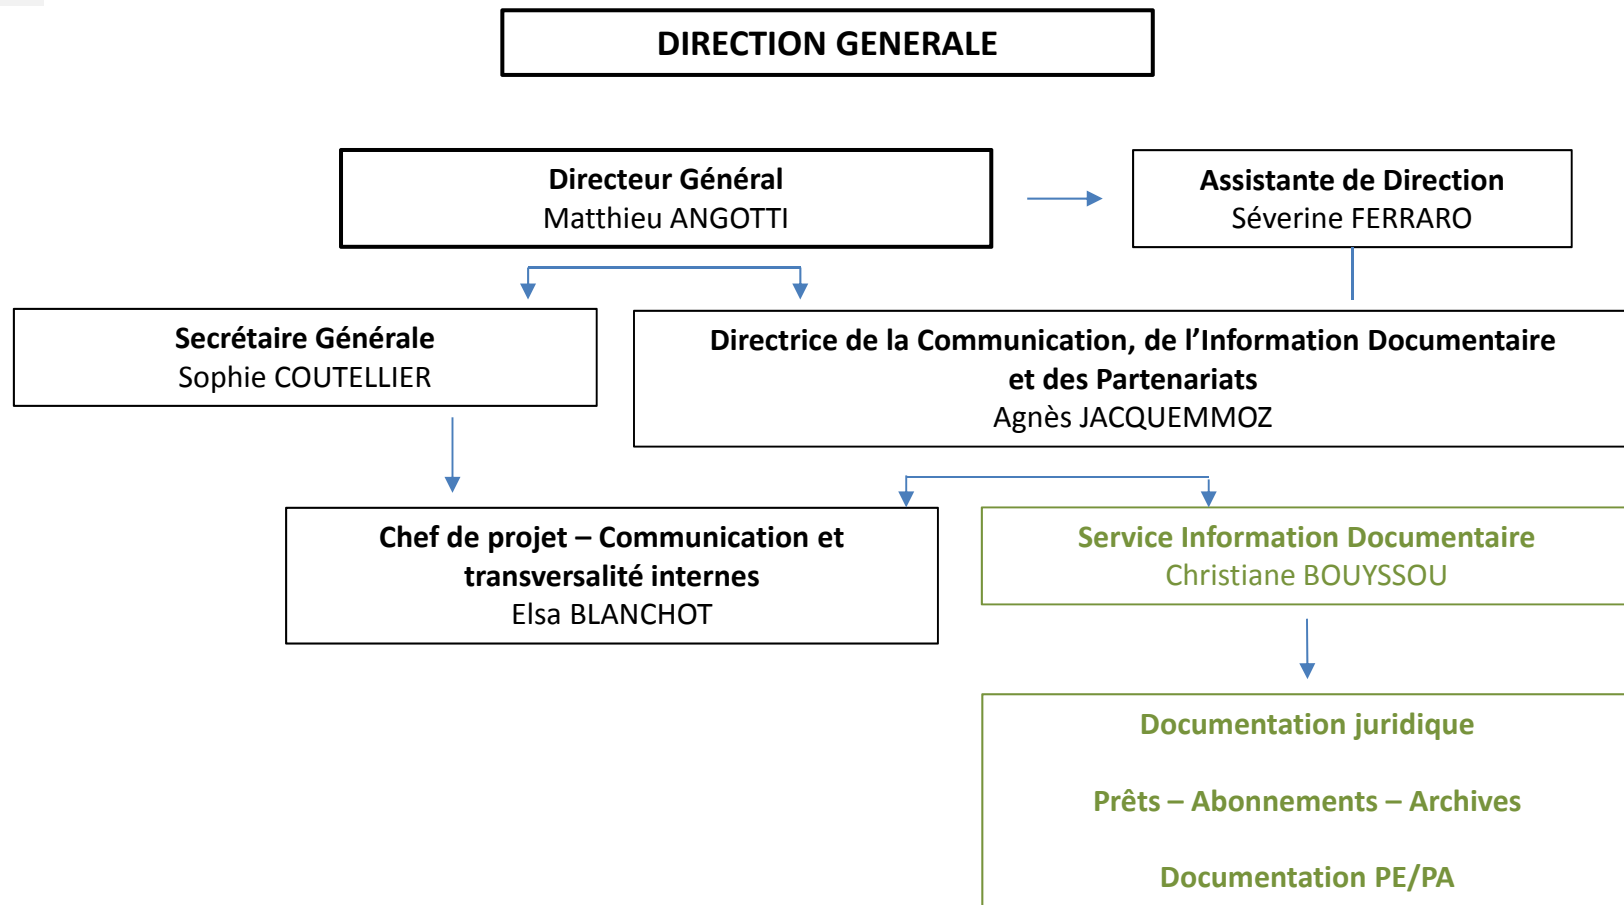 DIRECTION GENERALE
Directeur Général
Matthieu ANGOTTI
Assistante de Direction
Séverine FERRARO
Secrétaire Générale
Sophie COUTELLIER
Directrice de la Communication, de l’Information Documentaire
et des Partenariats
Agnès JACQUEMMOZ
Chef de projet – Communication et
transversalité internes
Elsa BLANCHOT
Service Information Documentaire
Christiane BOUYSSOU
Documentation juridique
Prêts – Abonnements – Archives
Documentation PE/PA